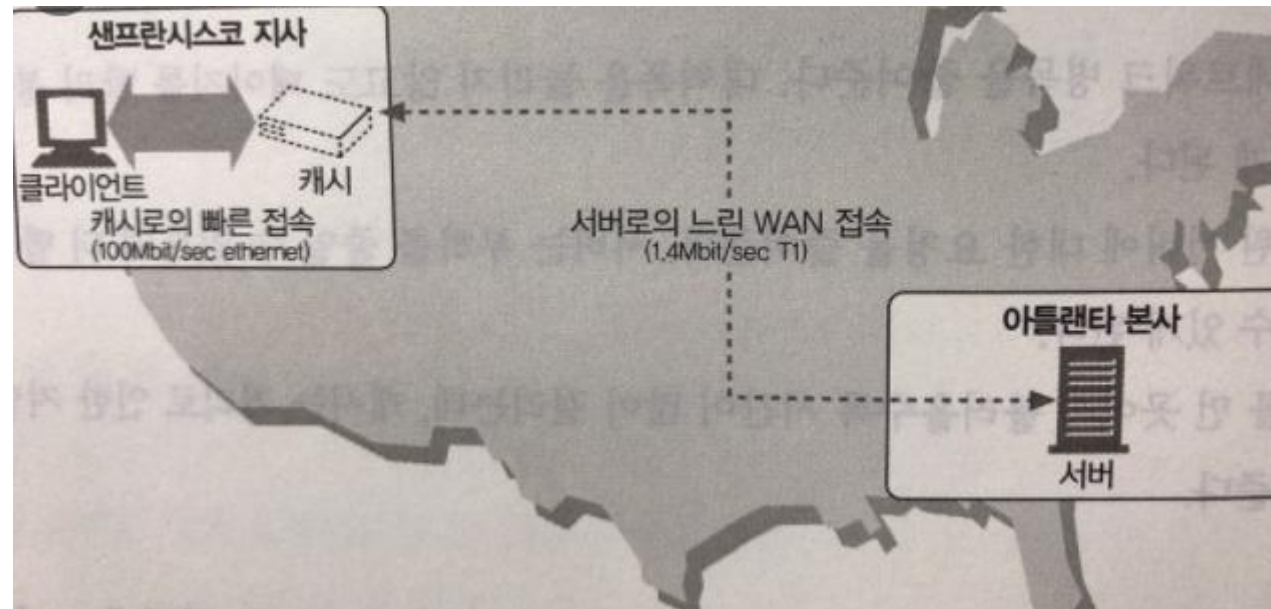 샌프란시스코 지사
클라이언트
캐시
캐시로의 빠른 접속
(100Mbit/sec ethernet)
서버로의 느린 WAN 접속
(1.4Mbit/sec T1)
아틀랜타 본사
서버